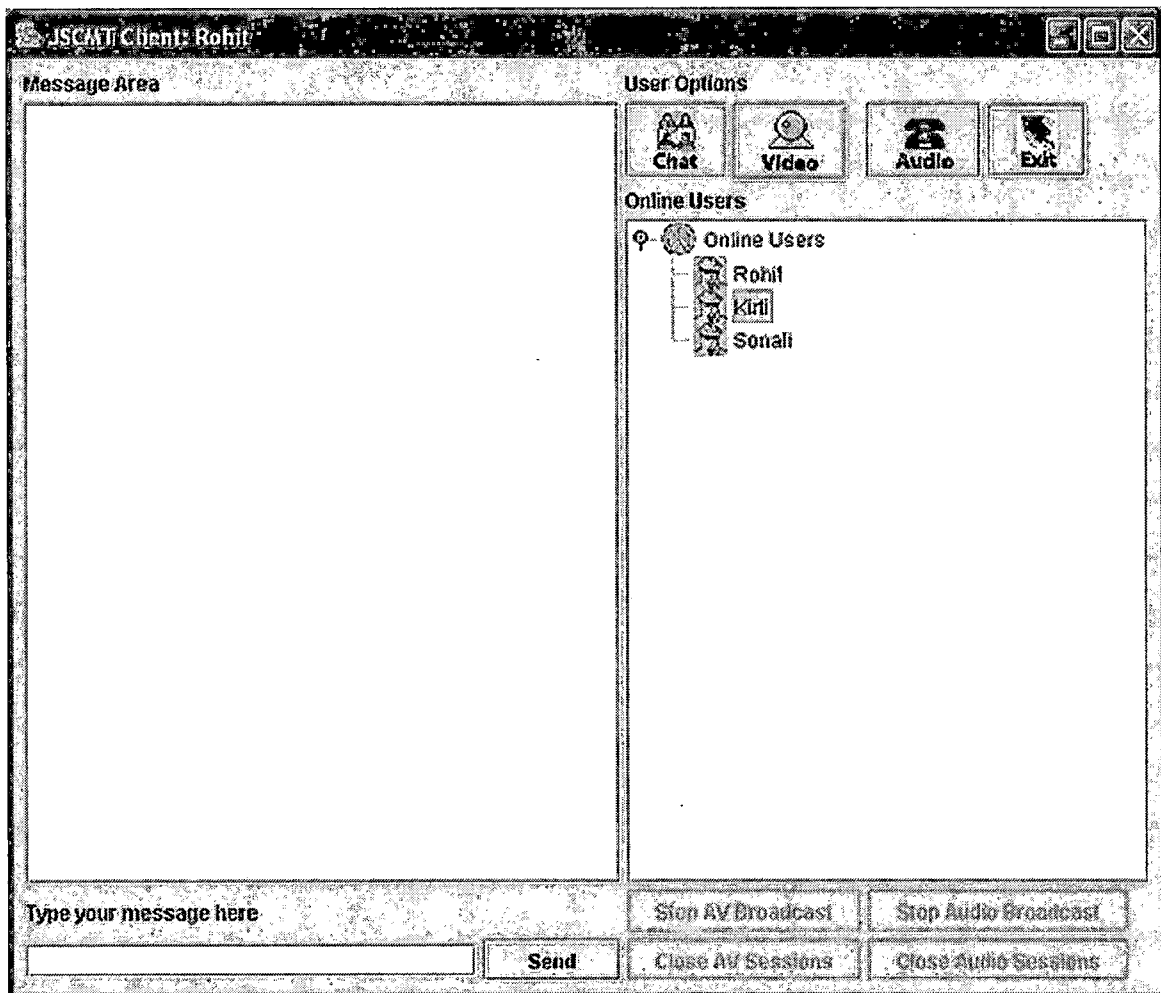 JSCMT Client: Rohit
Message Area
User Options
Chat Video Audio Exit
Online Users
Online Users
Rohit
Kirti
Sonali
Type your message here
Send
Stop AV Broadcast Stop Audio Broadcast
Close AV Sessions Close Audio Sessions